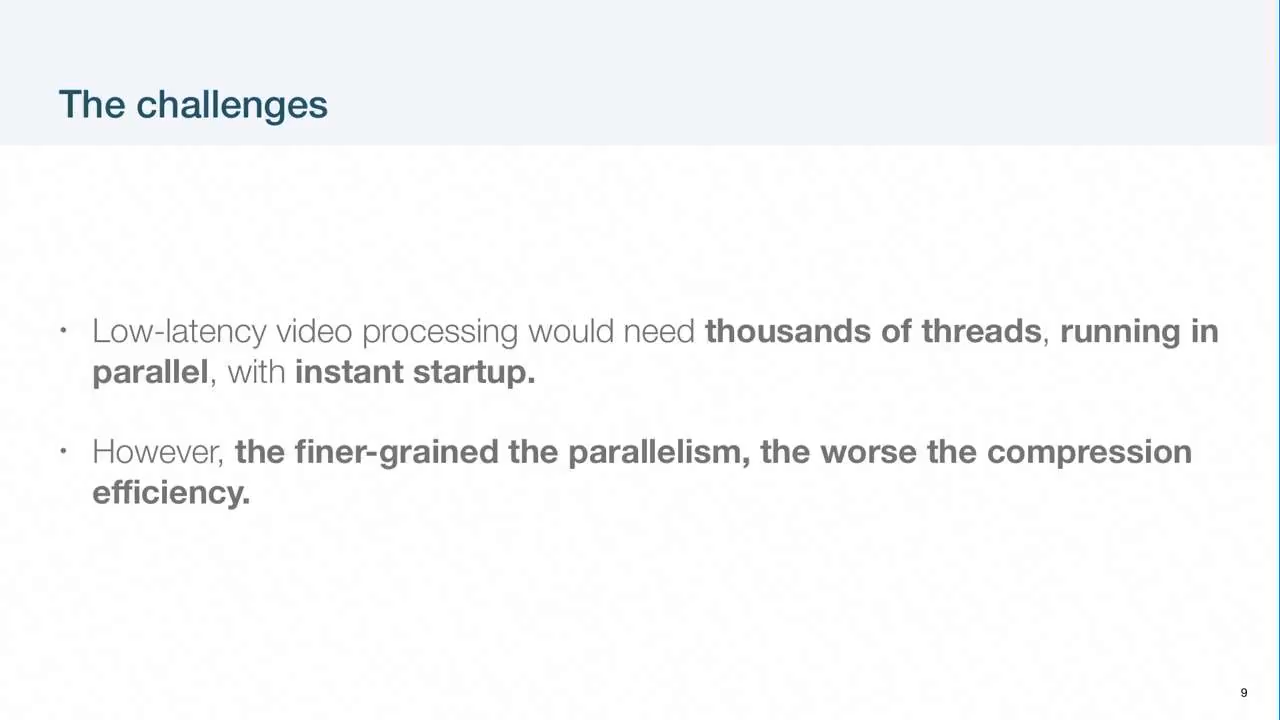 The challenges
• Low-latency video processing would need thousands of threads, running in
parallel, with instant startup.
• However, the finer-grained the parallelism, the worse the compression
efficiency.
9